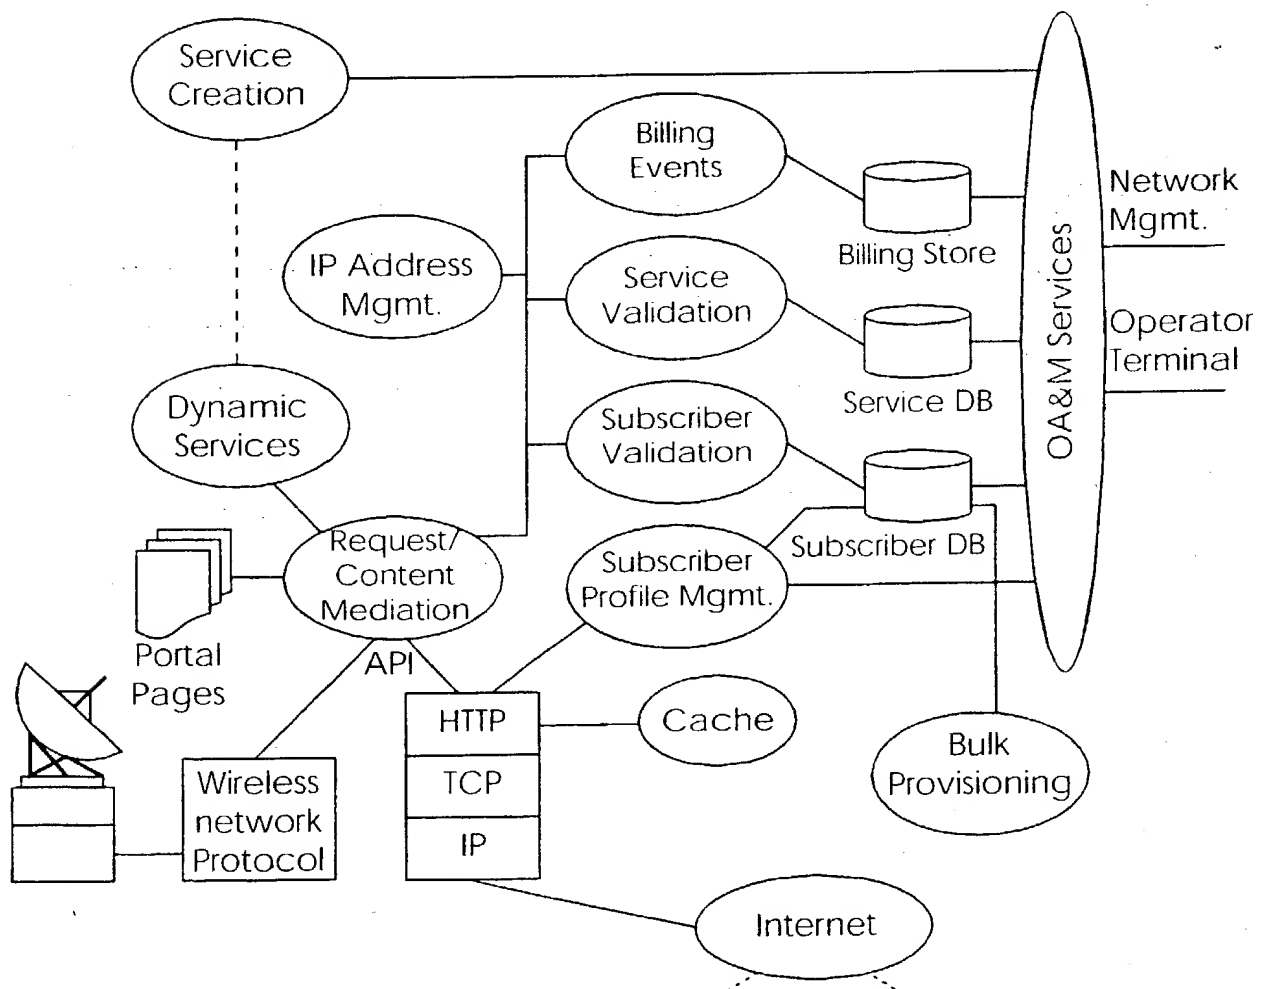 Service
Creation
Billing
Events
Network
Mgmt.
Billing Store
IP Address
Mgmt.
Service
Validation
OA&M Services
Operator
Terminal
Service DB
Dynamic
Services
Subscriber
Validation
Request/
Content
Mediation
Subscriber DB
Subscriber
Profile Mgmt.
Portal
Pages
API
HTTP
TCP
IP
Cache
Bulk
Provisioning
Wireless
network
Protocol
Internet